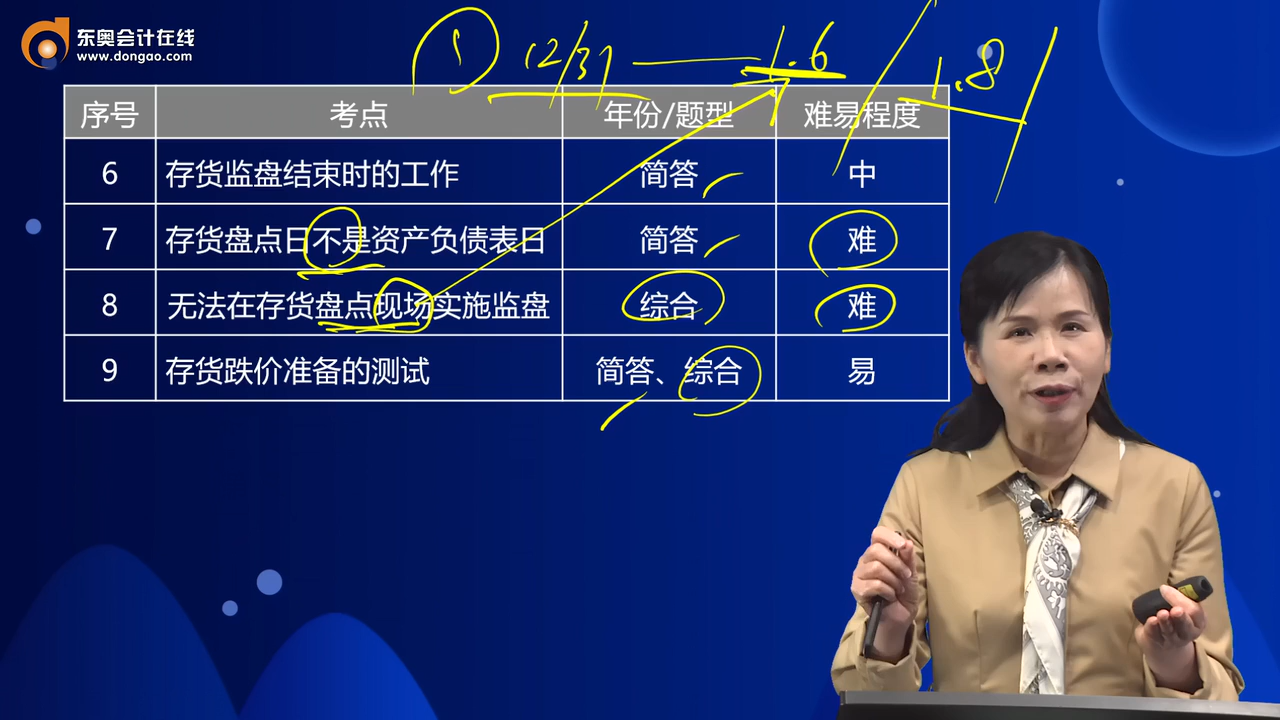 东奥会计在线
www.dongao.com
① 12/31 —— 1.6 / 1.8
序号 考点 年份/题型 难易程度
6 存货监盘结束时的工作 简答 中
7 存货盘点日不是资产负债表日 简答 难
8 无法在存货盘点现场实施监盘 综合 难
9 存货跌价准备的测试 简答、综合 易